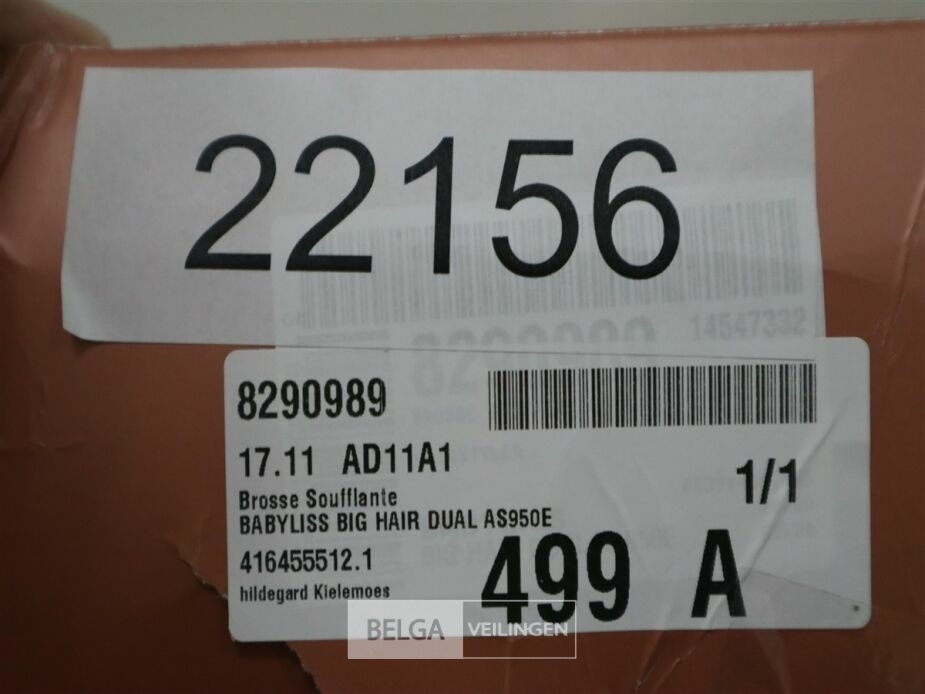 22156
14547332
8290989
17.11 AD11A1
1/1
Brosse Soufflante
BABYLISS BIG HAIR DUAL AS950E
416455512.1
499 A
hildegard Kielemoes
BELGA VEILINGEN